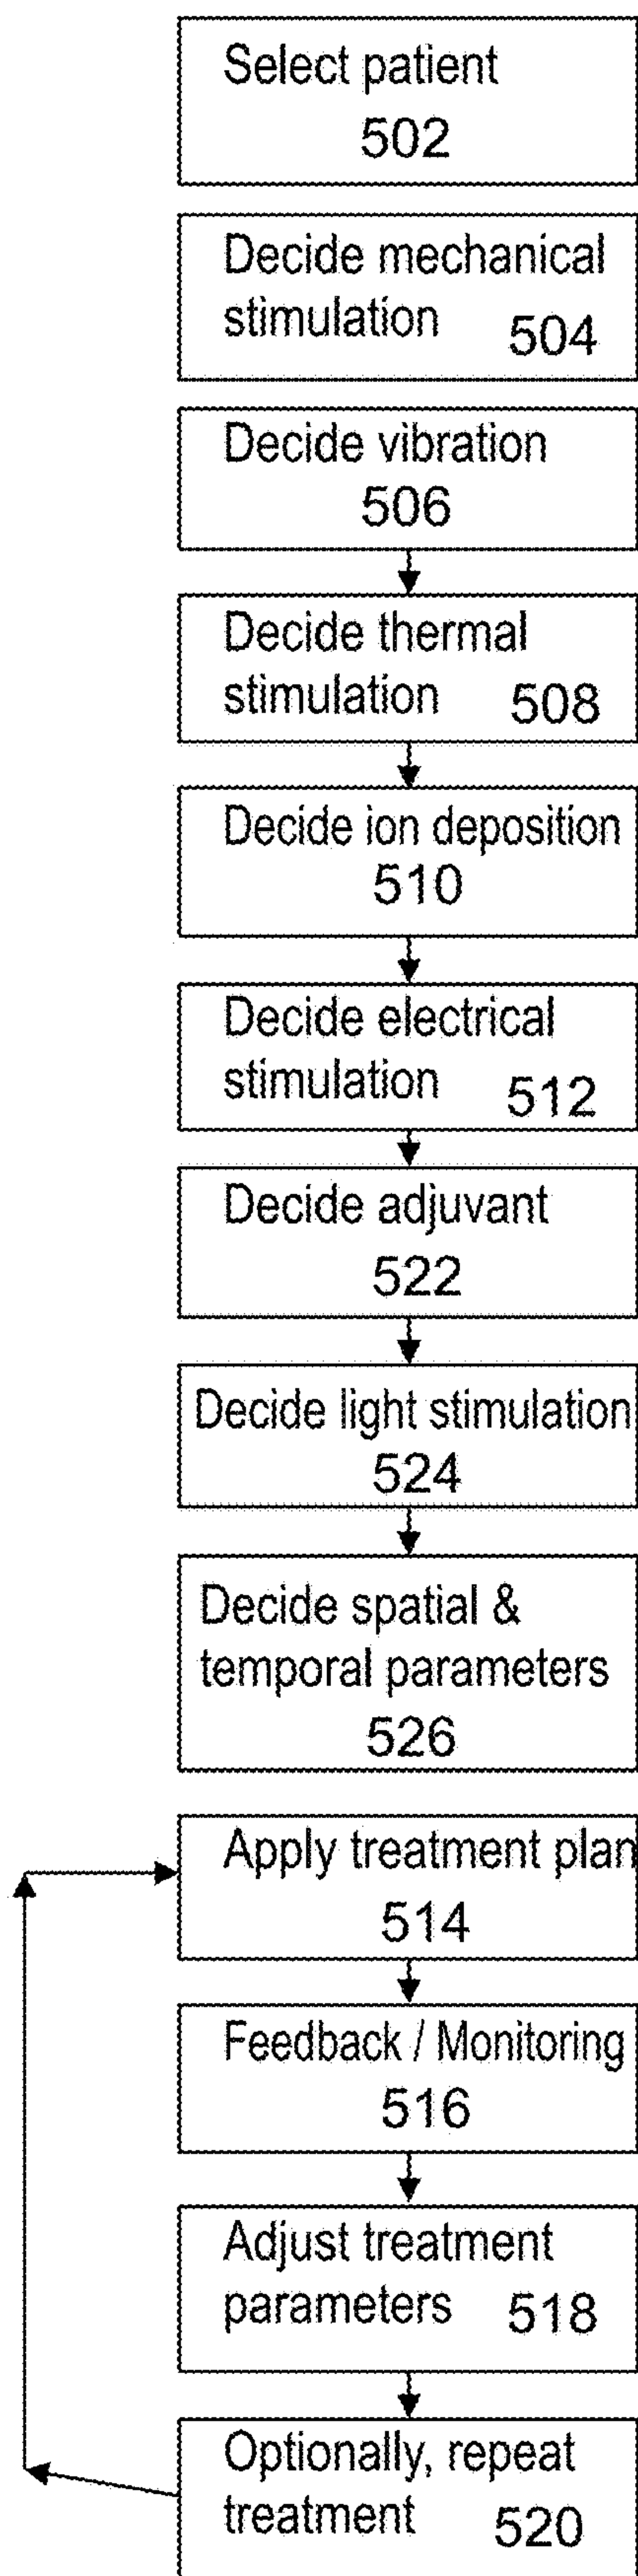 Select patient
502
Decide mechanical
stimulation 504
Decide vibration
506
Decide thermal
stimulation 508
Decide ion deposition
510
Decide electrical
stimulation 512
Decide adjuvant
522
Decide light stimulation
524
Decide spatial &
temporal parameters
526
Apply treatment plan
514
Feedback / Monitoring
516
Adjust treatment
parameters 518
Optionally, repeat
treatment 520